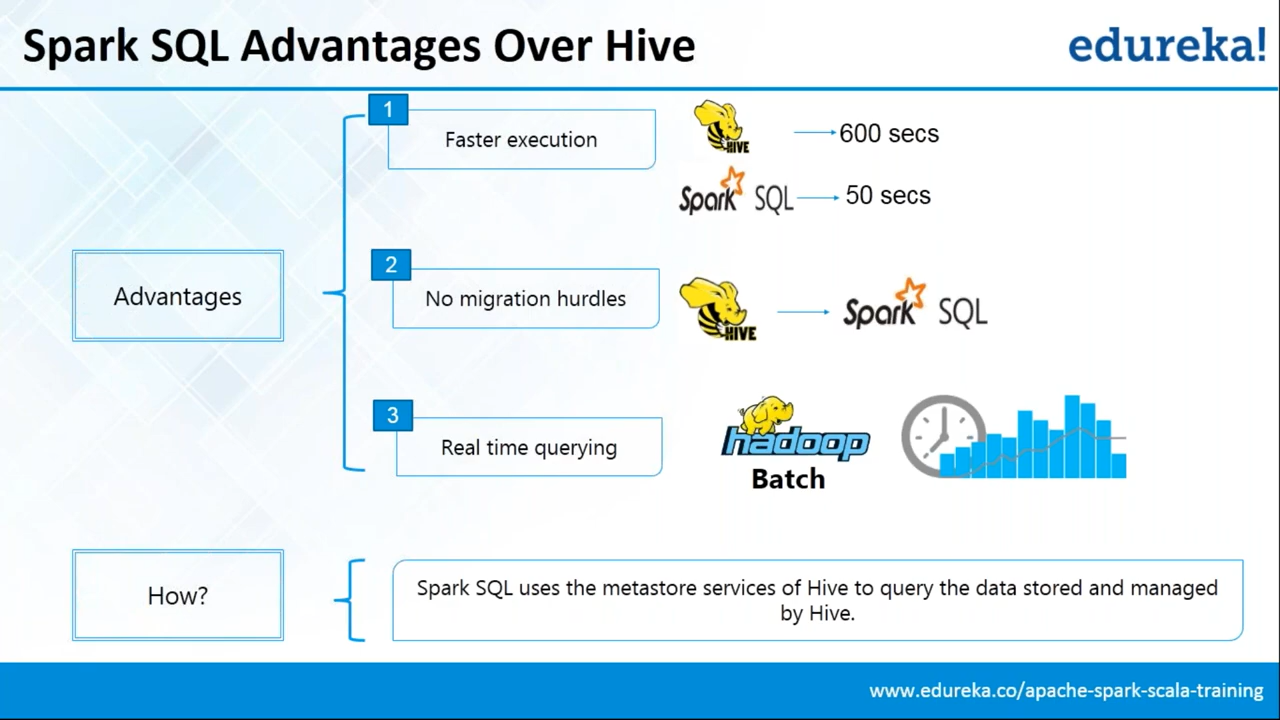 Spark SQL Advantages Over Hive
edureka!
Advantages
1
Faster execution
HIVE
600 secs
Spark SQL
50 secs
2
No migration hurdles
HIVE
Spark SQL
3
Real time querying
hadoop
Batch
How?
Spark SQL uses the metastore services of Hive to query the data stored and managed
by Hive.
www.edureka.co/apache-spark-scala-training